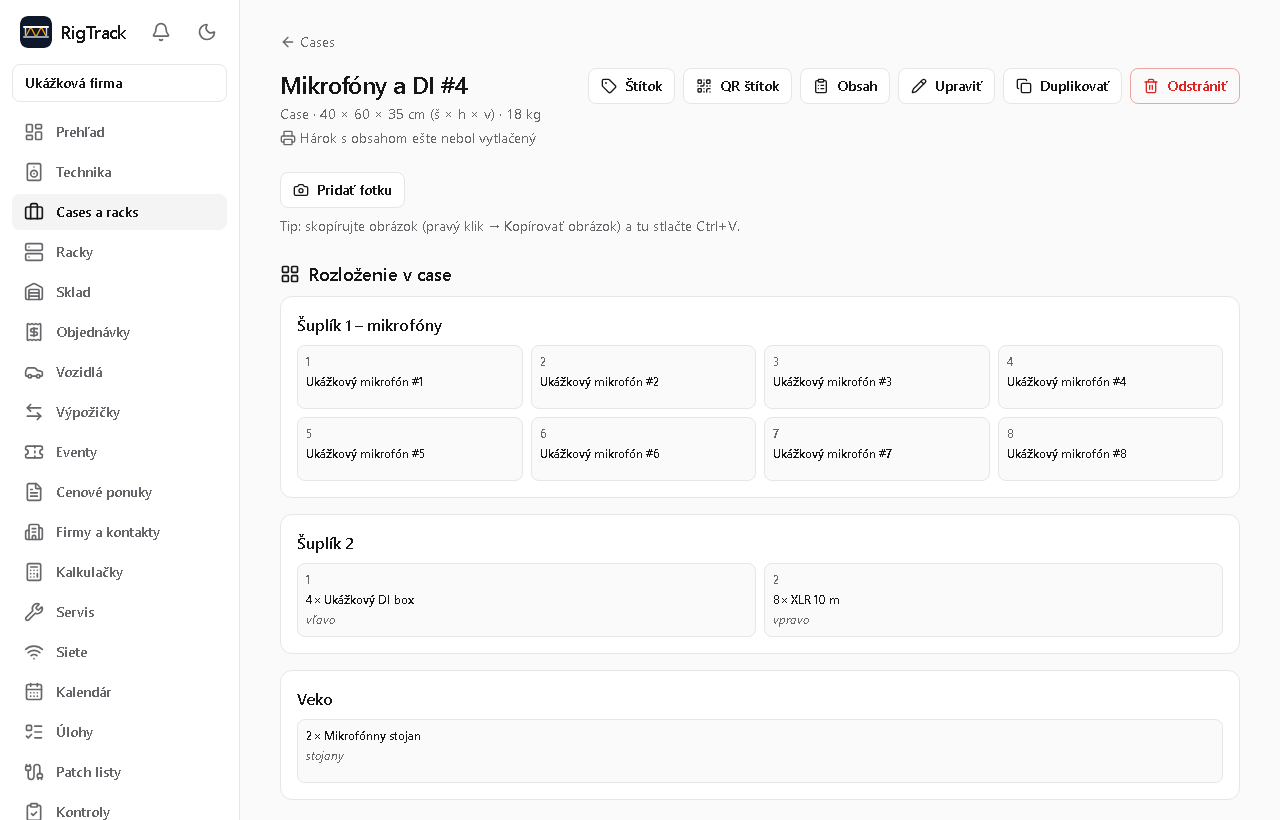 RigTrack
Ukážková firma
Prehľad
Technika
Cases a racks
Racky
Sklad
Objednávky
Vozidlá
Výpožičky
Eventy
Cenové ponuky
Firmy a kontakty
Kalkulačky
Servis
Siete
Kalendár
Úlohy
Patch listy
Kontroly
← Cases
Mikrofóny a DI #4
Štítok
QR štítok
Obsah
Upraviť
Duplikovať
Odstrániť
Case · 40 × 60 × 35 cm (š × h × v) · 18 kg
Hárok s obsahom ešte nebol vytlačený
Pridať fotku
Tip: skopírujte obrázok (pravý klik → Kopírovať obrázok) a tu stlačte Ctrl+V.
Rozloženie v case
Šuplík 1 – mikrofóny
1
Ukážkový mikrofón #1
2
Ukážkový mikrofón #2
3
Ukážkový mikrofón #3
4
Ukážkový mikrofón #4
5
Ukážkový mikrofón #5
6
Ukážkový mikrofón #6
7
Ukážkový mikrofón #7
8
Ukážkový mikrofón #8
Šuplík 2
1
4 × Ukážkový DI box
vľavo
2
8 × XLR 10 m
vpravo
Veko
2 × Mikrofónny stojan
stojany